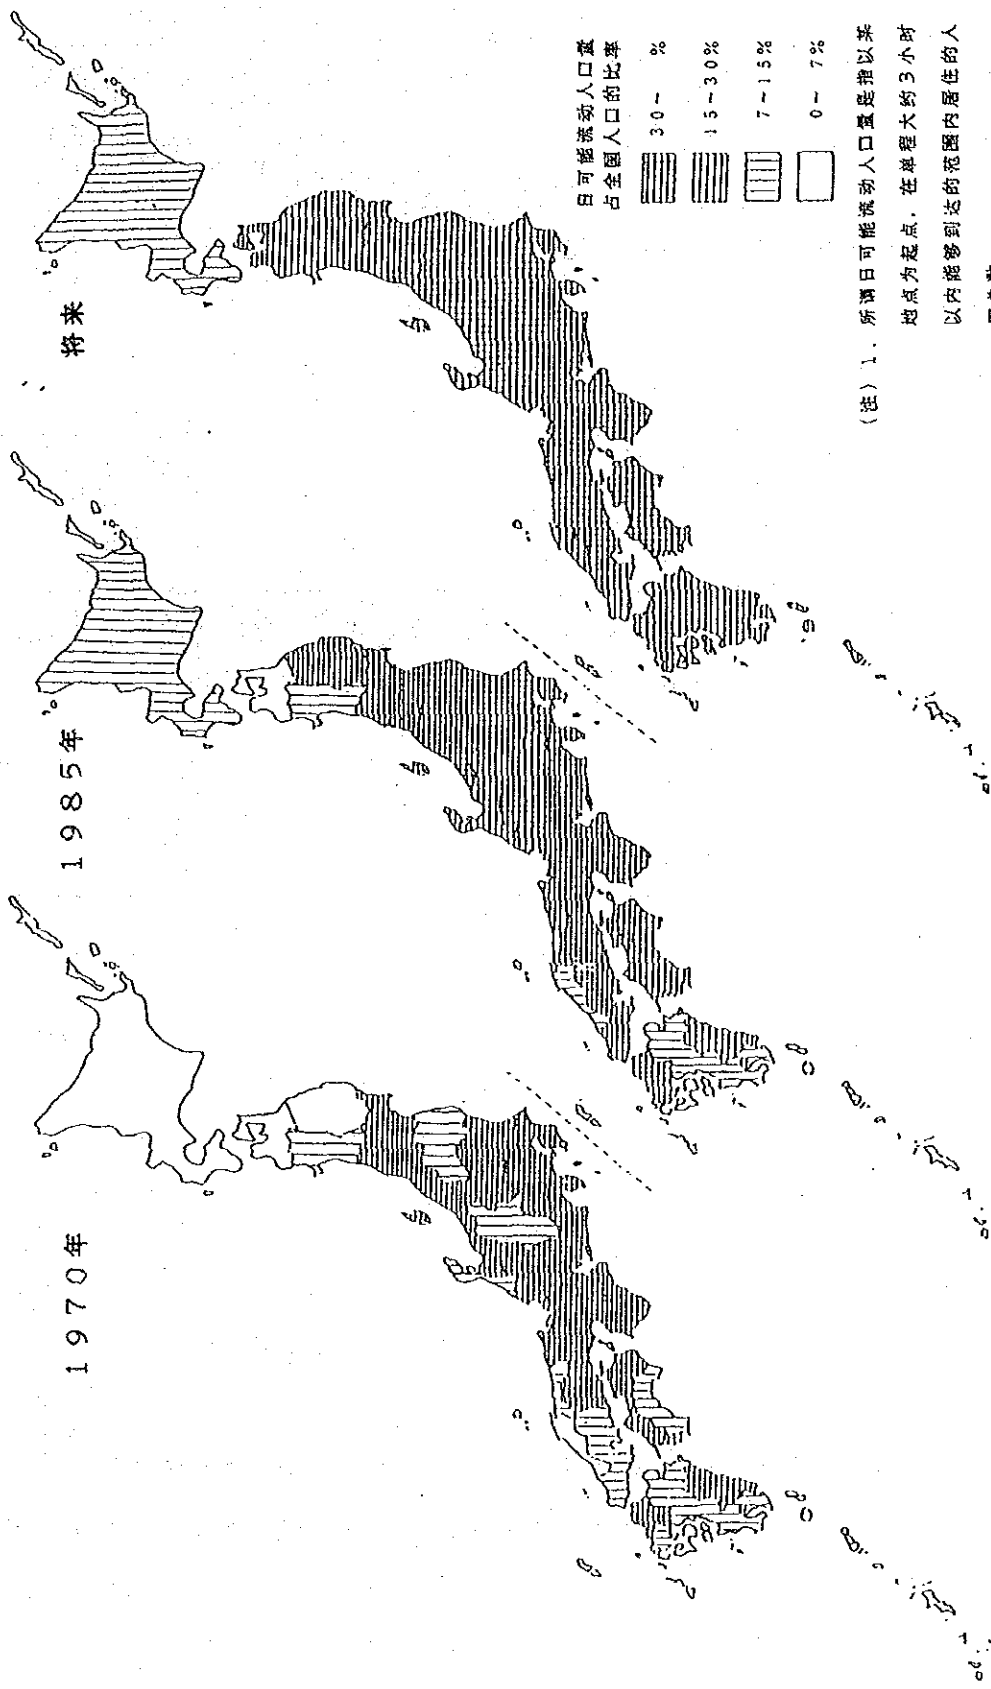 1970年
1985年
将来
日可能流动人口量
占全国人口的比率
30- %
15-30%
7-15%
0- 7%
(注) 1. 所谓日可能流动人口量是指以某
地点为起点，在单程大约3小时
以内能够到达的范围内居住的人